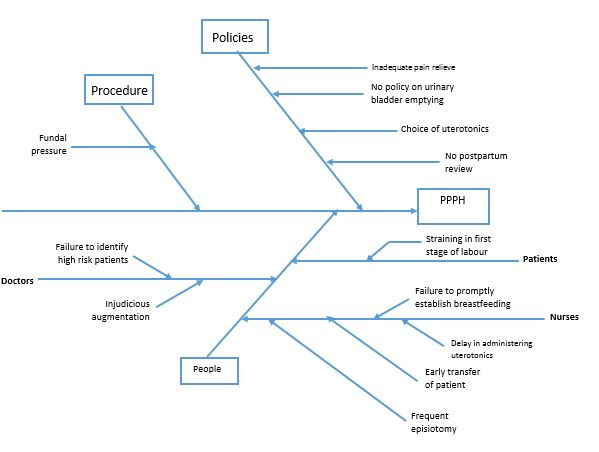 Policies
Inadequate pain relieve
Procedure
No policy on urinary
bladder emptying
Choice of uterotonics
Fundal
pressure
No postpartum
review
PPPH
Straining in first
stage of labour
Patients
Failure to identify
high risk patients
Doctors
Injudicious
augmentation
Failure to promptly
establish breastfeeding
Nurses
Delay in administering
uterotonics
People
Early transfer
of patient
Frequent
episiotomy